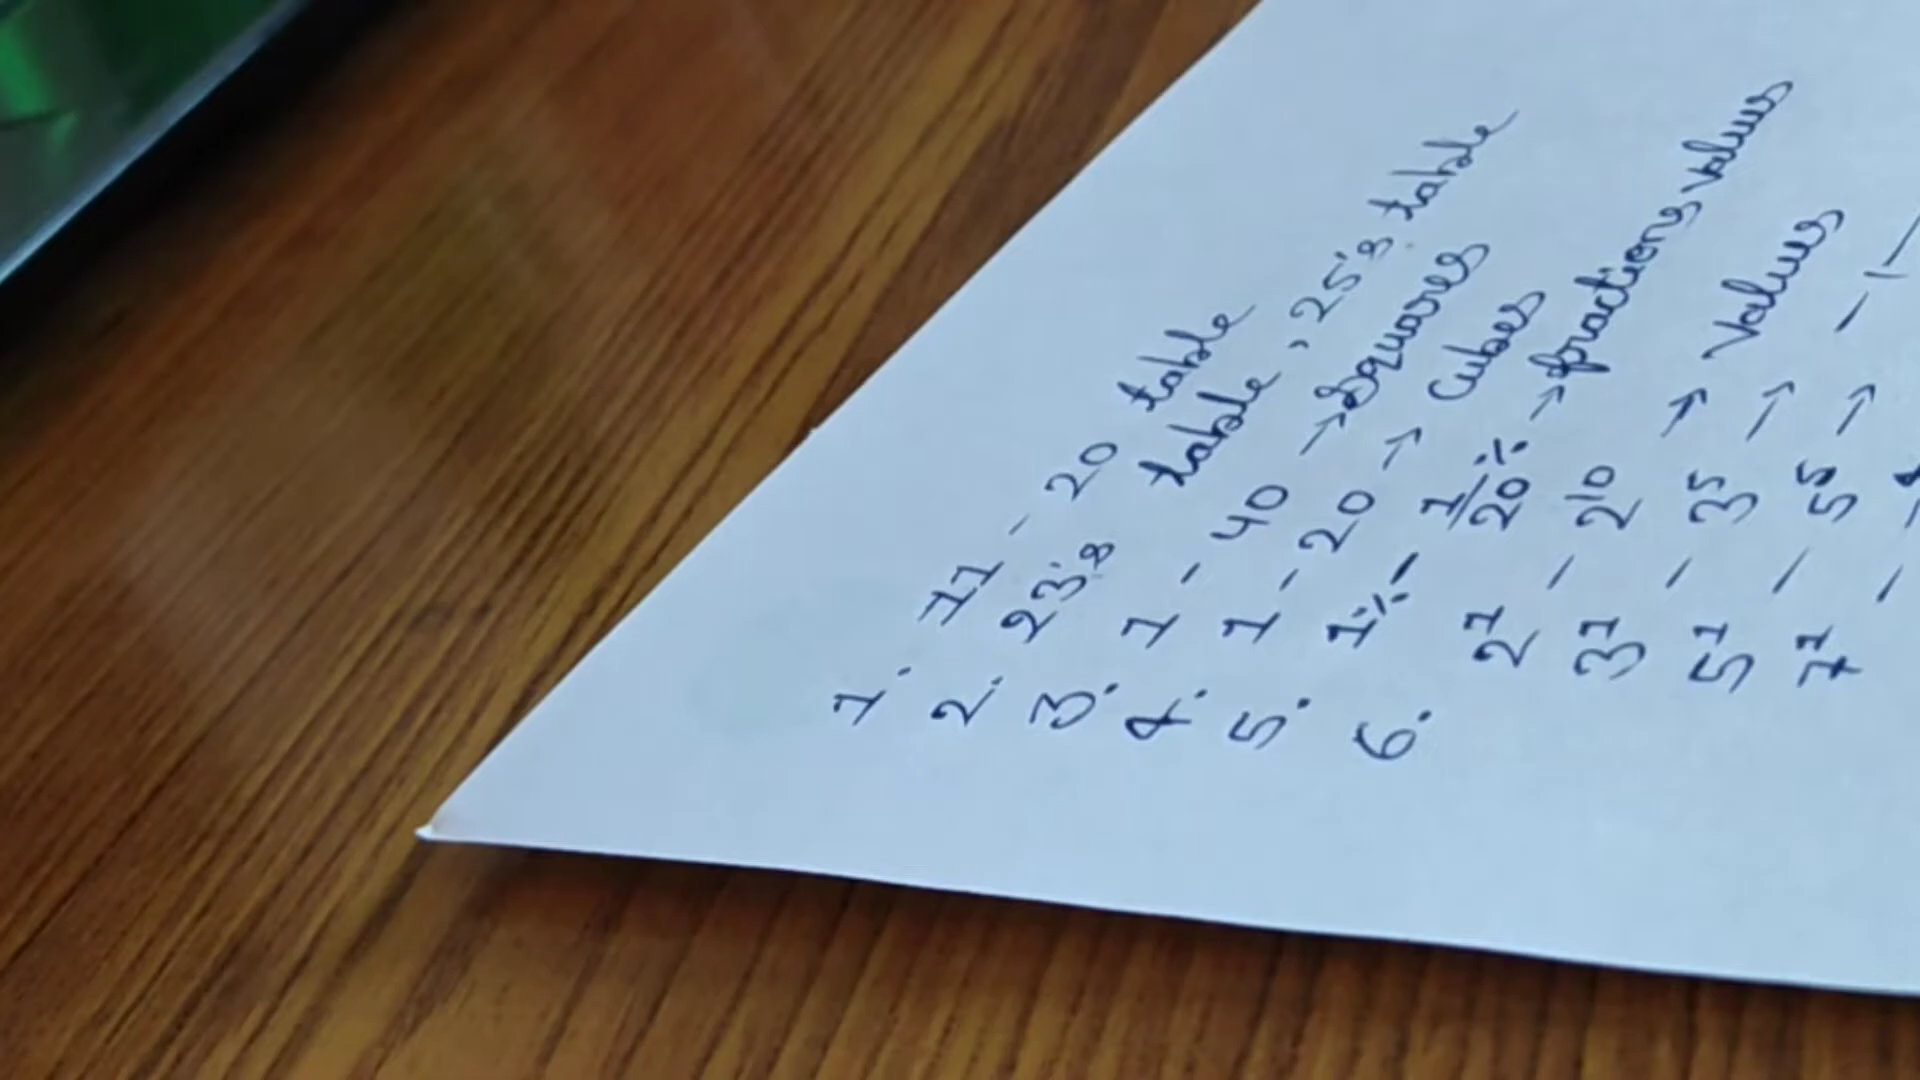 1. 11 - 20 table
2. 23's table, 25's table
3. 1 - 40 → Squares
4. 1 - 20 → Cubes
5. 1% - 1/20% → fractions values
6. 2¹ - 2¹⁰ → Values
3¹ - 3⁵ →
5¹ - 5⁵ →
7¹ -